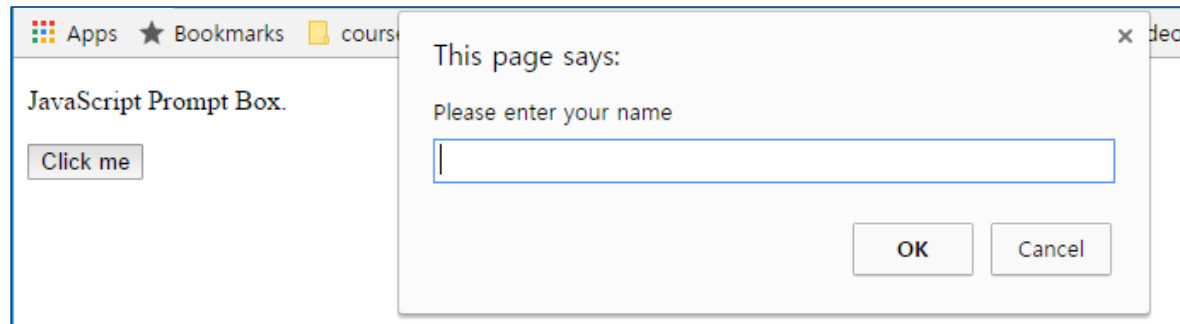 Apps Bookmarks course
This page says:
Please enter your name
JavaScript Prompt Box.
Click me
OK Cancel